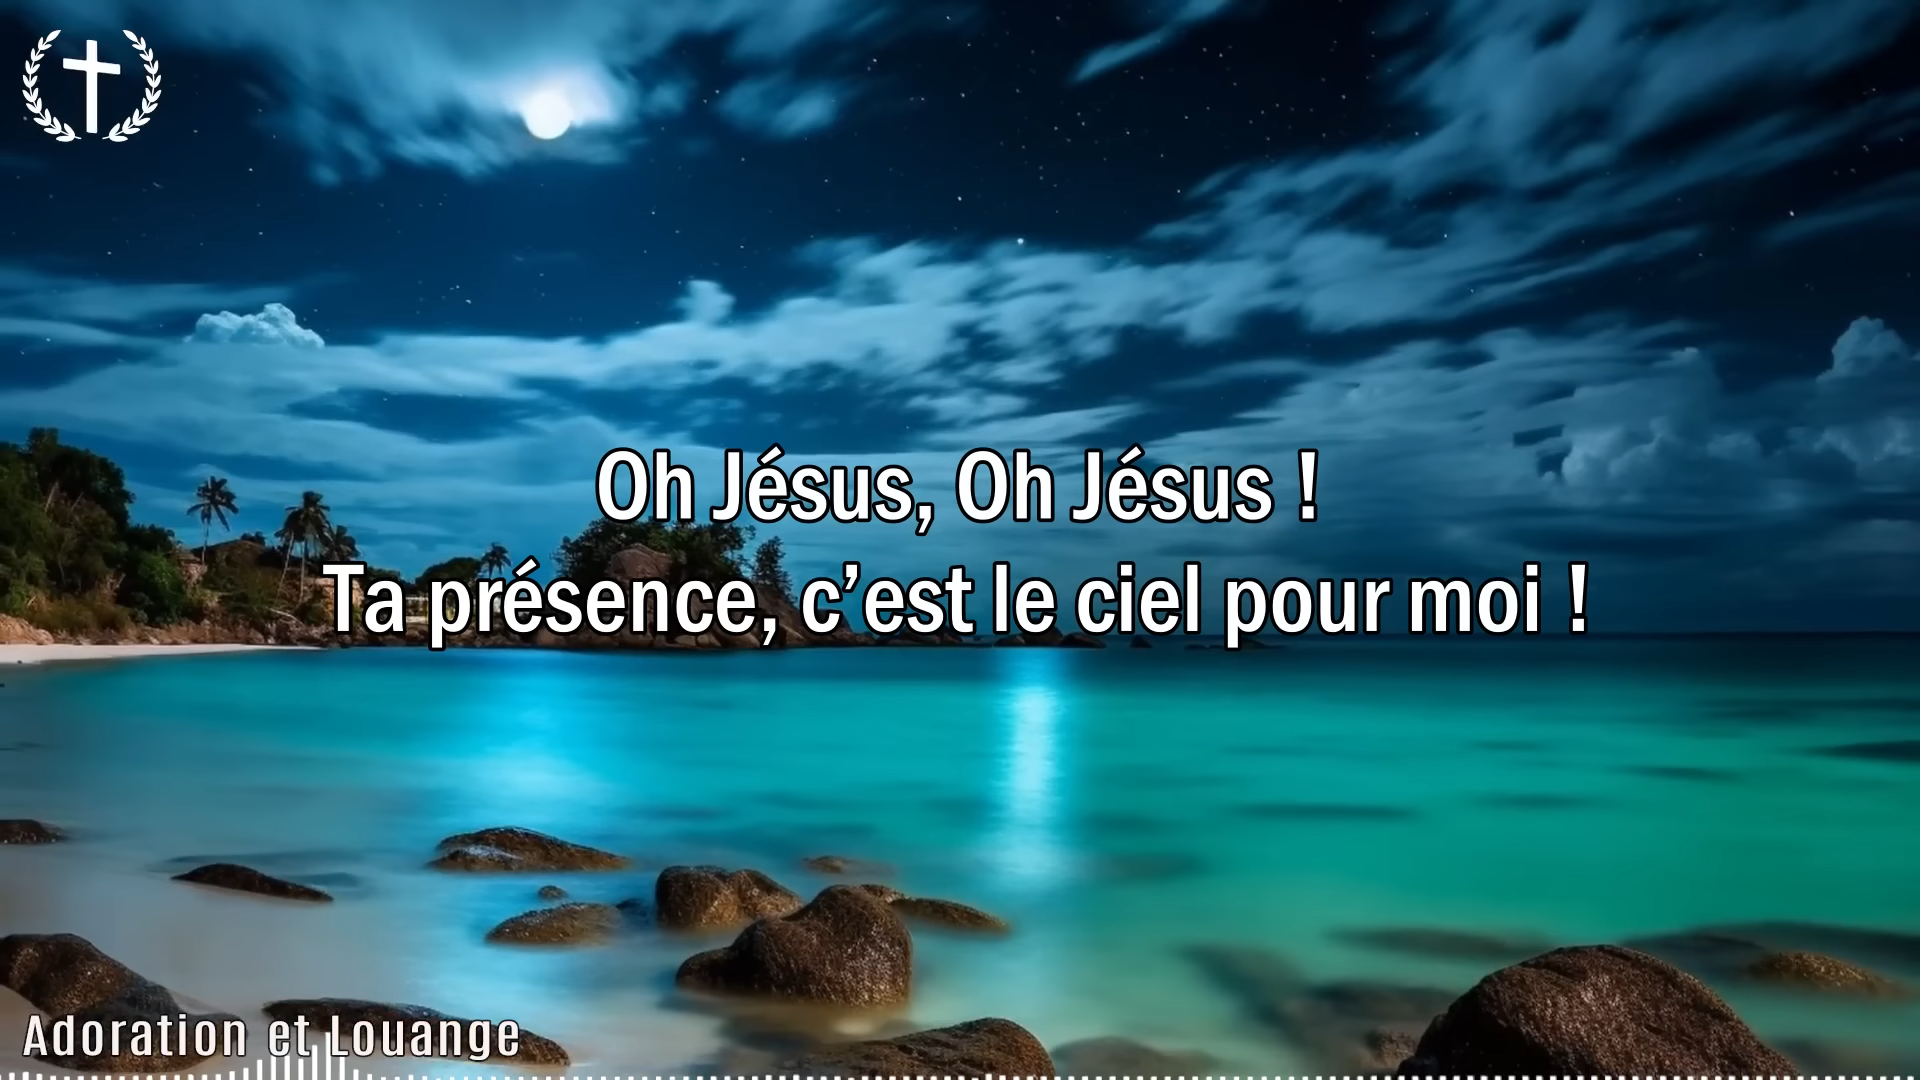 Oh Jésus, Oh Jésus !
Ta présence, c’est le ciel pour moi !
Adoration et Louange